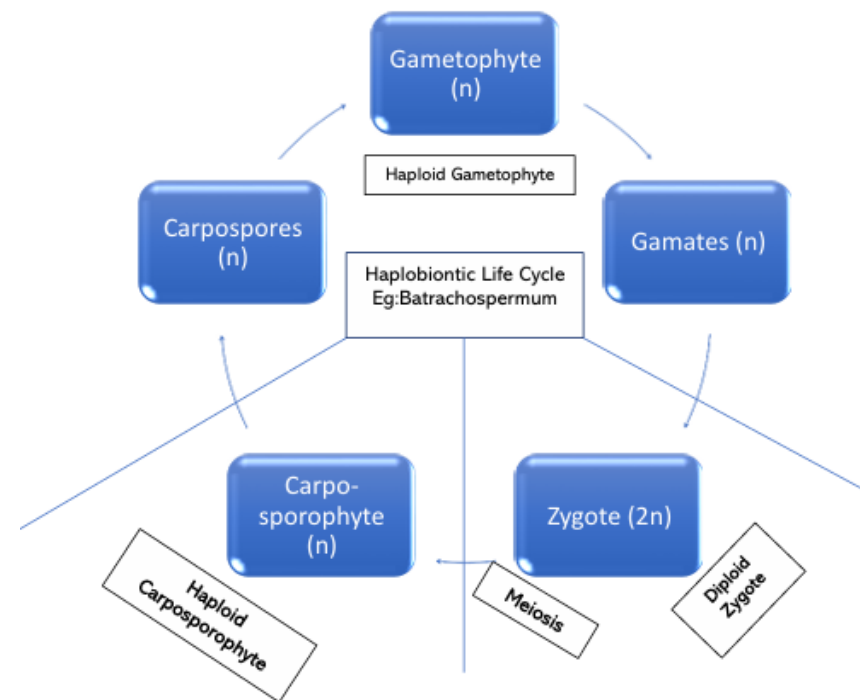 Gametophyte
(n)
Haploid Gametophyte
Carpospores
(n)
Gamates (n)
Haplobiontic Life Cycle
Eg:Batrachospermum
Carpo-
sporophyte
(n)
Zygote (2n)
Haploid
Carposporophyte
Meiosis
Diploid
Zygote